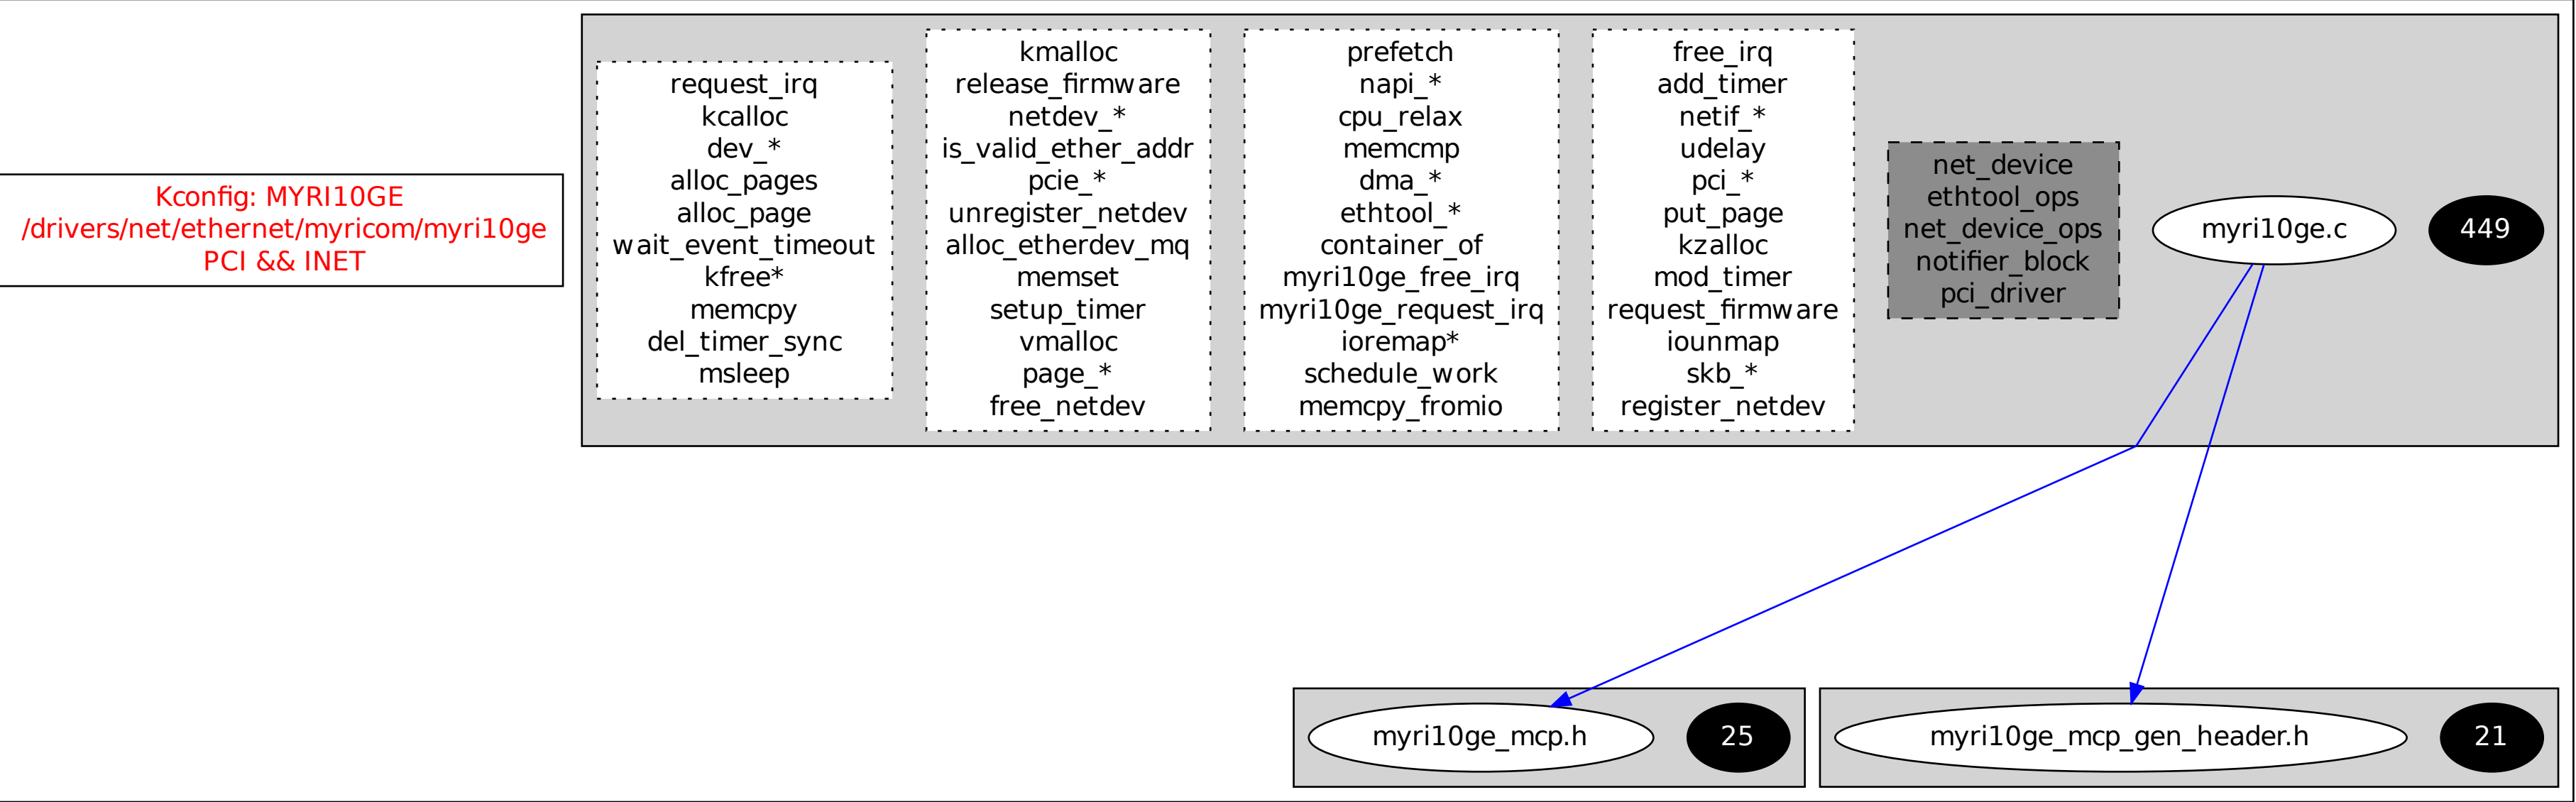 Kconfig: MYRI10GE
/drivers/net/ethernet/myricom/myri10ge
PCI && INET
request_irq
kcalloc
dev_*
alloc_pages
alloc_page
wait_event_timeout
kfree*
memcpy
del_timer_sync
msleep
kmalloc
release_firmware
netdev_*
is_valid_ether_addr
pcie_*
unregister_netdev
alloc_etherdev_mq
memset
setup_timer
vmalloc
page_*
free_netdev
prefetch
napi_*
cpu_relax
memcmp
dma_*
ethtool_*
container_of
myri10ge_free_irq
myri10ge_request_irq
ioremap*
schedule_work
memcpy_fromio
free_irq
add_timer
netif_*
udelay
pci_*
put_page
kzalloc
mod_timer
request_firmware
iounmap
skb_*
register_netdev
net_device
ethtool_ops
net_device_ops
notifier_block
pci_driver
myri10ge.c
449
myri10ge_mcp.h
25
myri10ge_mcp_gen_header.h
21